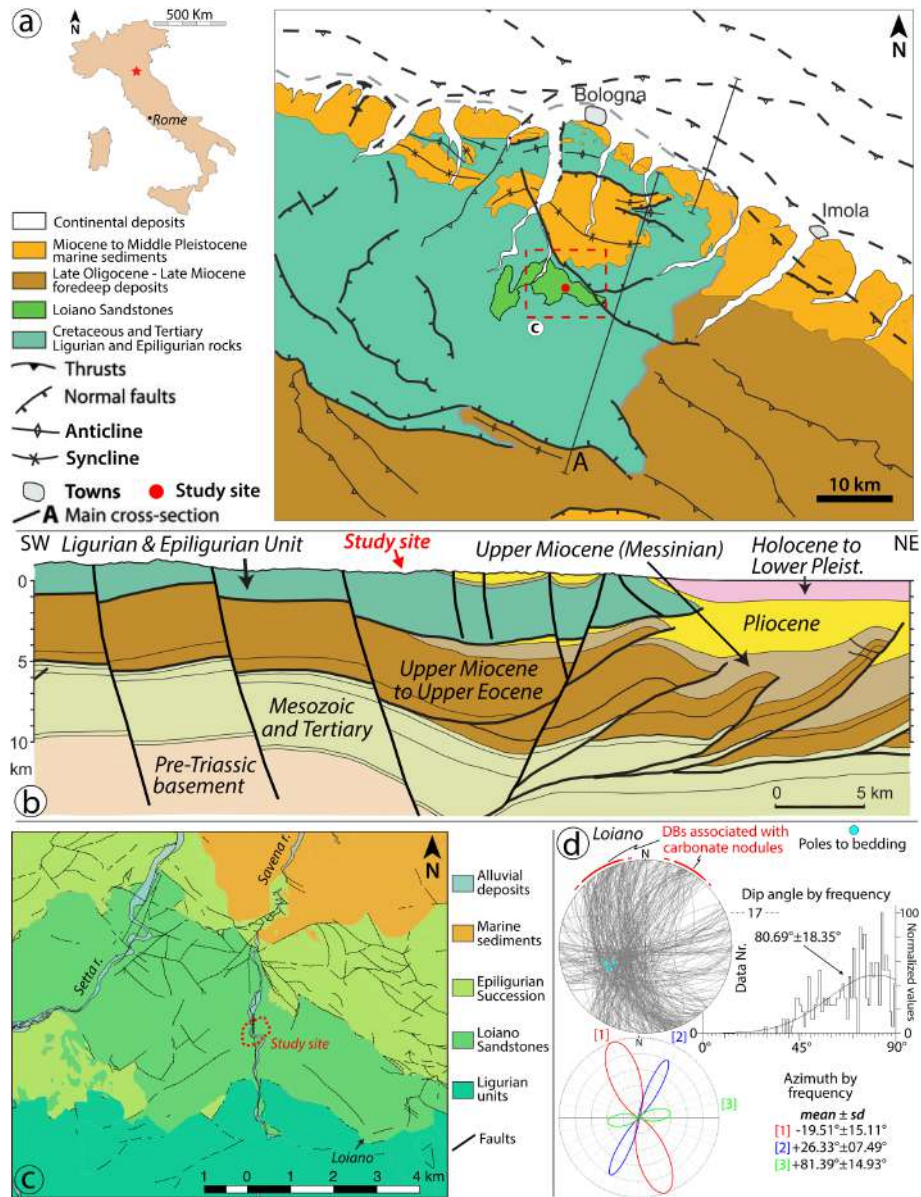 a
N
500 Km
Rome
Continental deposits
Miocene to Middle Pleistocene
marine sediments
Late Oligocene - Late Miocene
foredeep deposits
Loiano Sandstones
Cretaceous and Tertiary
Ligurian and Epiligurian rocks
Thrusts
Normal faults
Anticline
Syncline
Towns
Study site
A Main cross-section
N
Bologna
Imola
c
A
10 km
SW
Ligurian & Epiligurian Unit
Study site
Upper Miocene (Messinian)
Holocene to
Lower Pleist.
NE
0
5
10
km
Pliocene
Upper Miocene
to Upper Eocene
Mesozoic
and Tertiary
Pre-Triassic
basement
0 5 km
b
N
Savena r.
Setta r.
Study site
Loiano
1 0 1 2 3 4 km
c
Alluvial
deposits
Marine
sediments
Epiligurian
Succession
Loiano
Sandstones
Ligurian
units
Faults
d
Loiano
DBs associated with
carbonate nodules
N
Poles to bedding
Dip angle by frequency
17
100
80.69°±18.35°
Data Nr.
Normalized values
0
0° 45° 90°
[1]
N
[2]
[3]
Azimuth by
frequency
mean ± sd
[1] -19.51°±15.11°
[2] +26.33°±07.49°
[3] +81.39°±14.93°